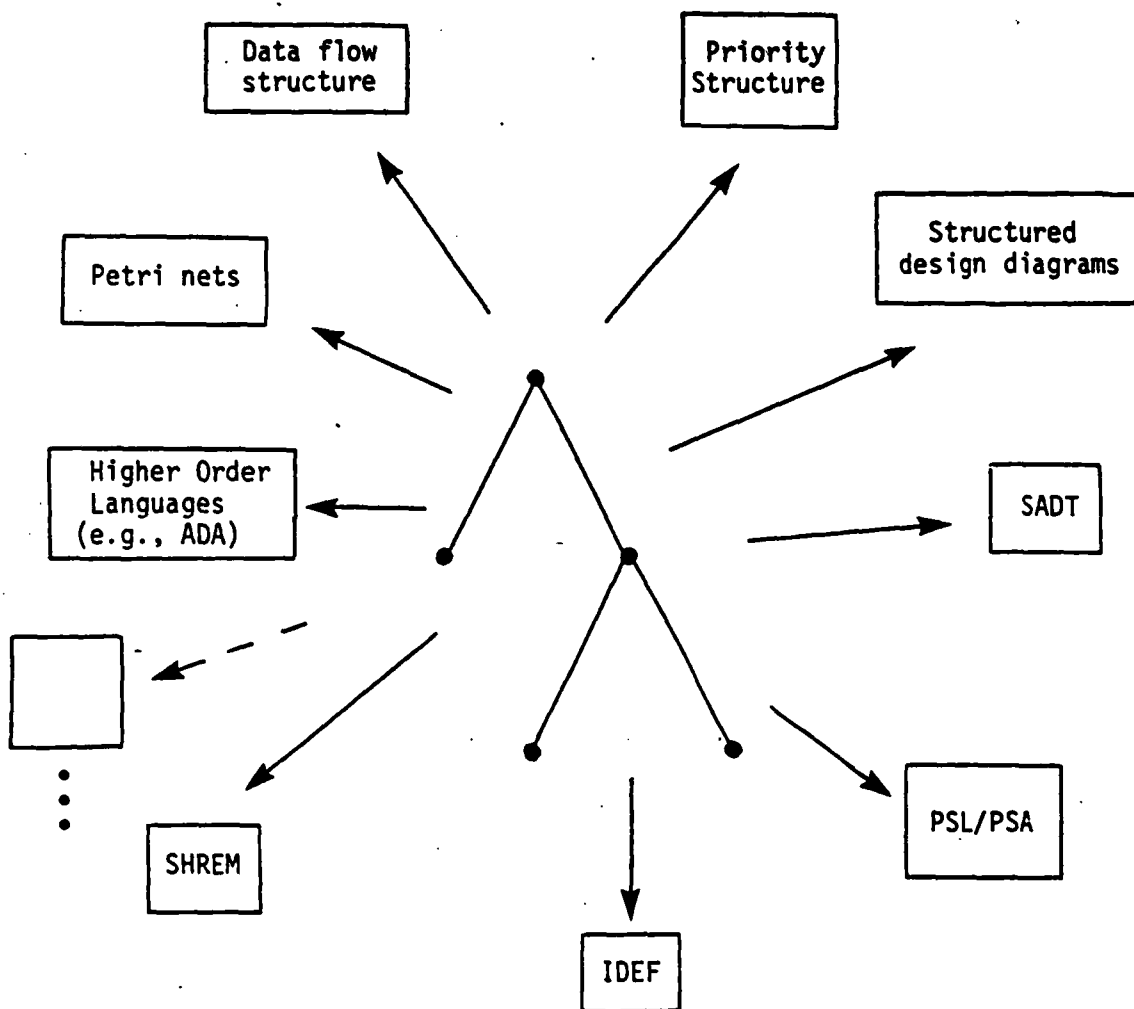 Data flow
structure
Priority
Structure
Structured
design diagrams
Petri nets
Higher Order
Languages
(e.g., ADA)
SADT
PSL/PSA
SHREM
IDEF